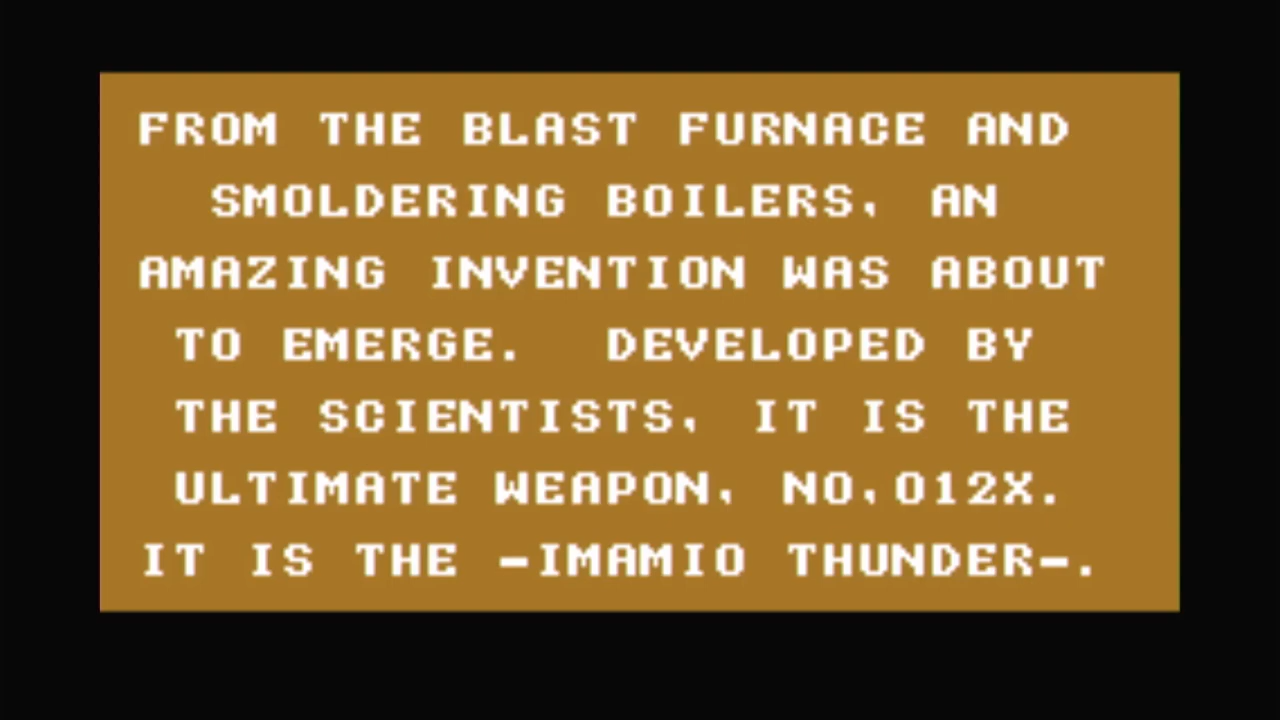 FROM THE BLAST FURNACE AND
SMOLDERING BOILERS, AN
AMAZING INVENTION WAS ABOUT
TO EMERGE.  DEVELOPED BY
THE SCIENTISTS, IT IS THE
ULTIMATE WEAPON, NO,012X.
IT IS THE -IMAMIO THUNDER-.